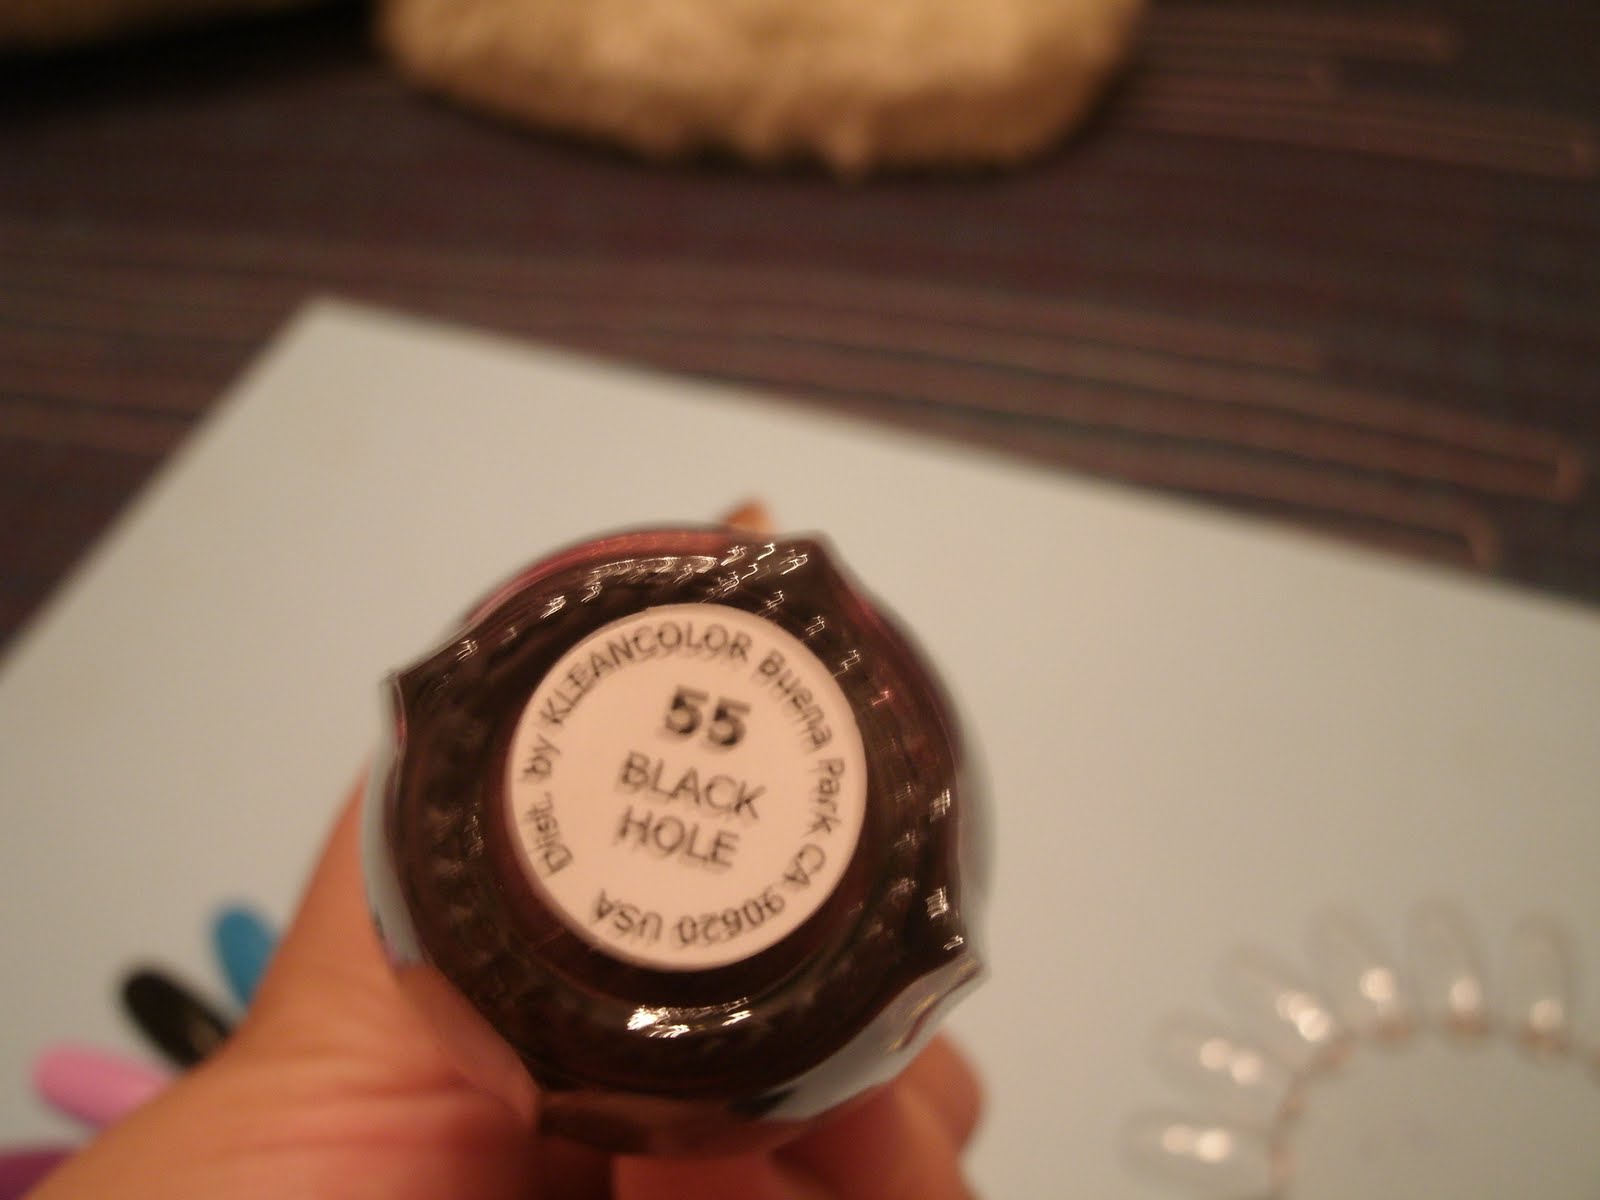 Dist. by KLEANCOLOR Buena Park CA 90620 USA
55
BLACK
HOLE